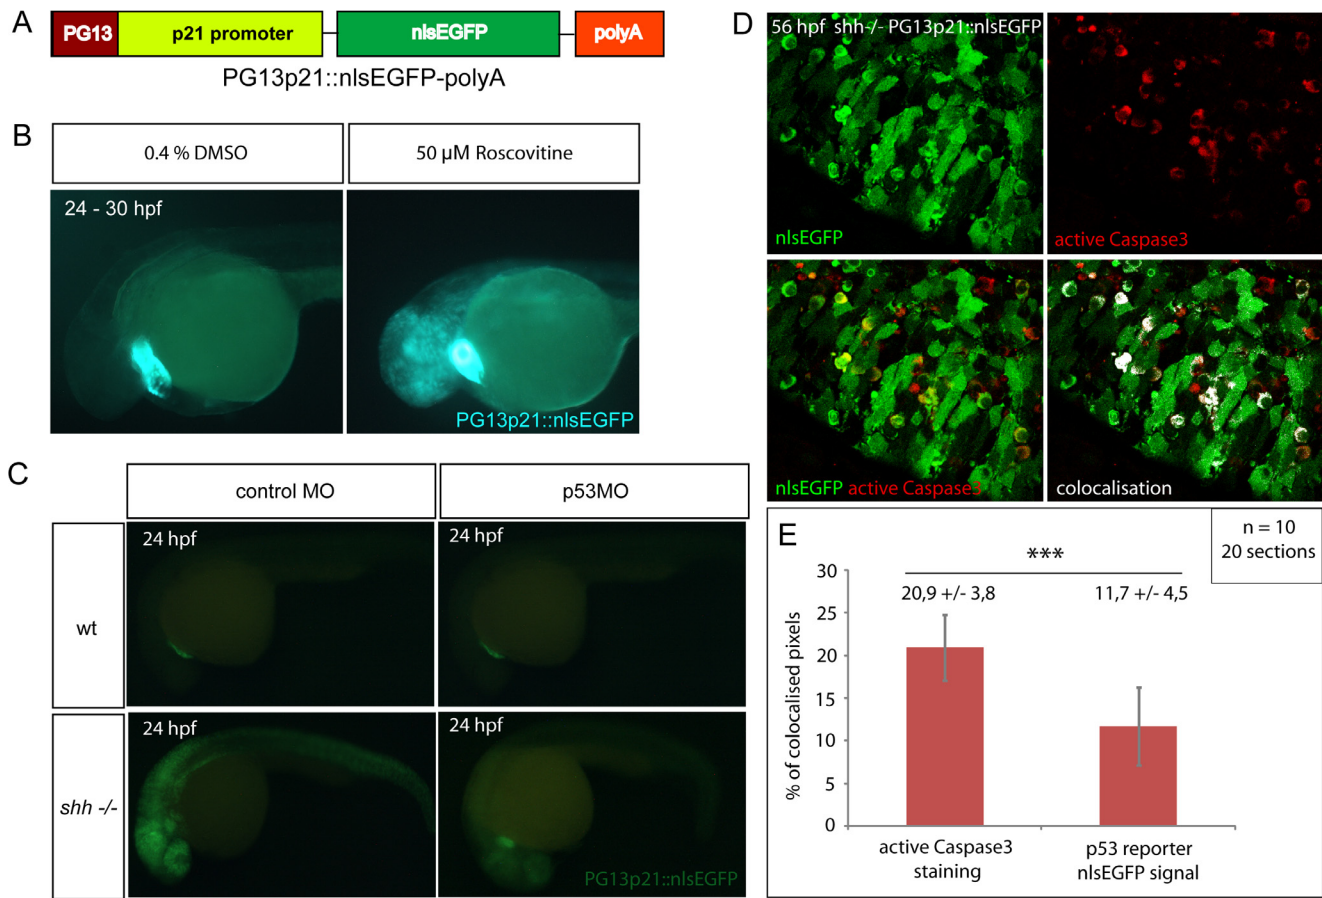 A
PG13
p21 promoter
nlsEGFP
polyA
PG13p21::nlsEGFP-polyA
B
0.4 % DMSO
50 µM Roscovitine
24 - 30 hpf
PG13p21::nlsEGFP
C
control MO
p53MO
wt
24 hpf
24 hpf
shh -/-
24 hpf
24 hpf
PG13p21::nlsEGFP
D
56 hpf shh-/- PG13p21::nlsEGFP
nlsEGFP
active Caspase3
nlsEGFP active Caspase3
colocalisation
E
n = 10
20 sections
***
20,9 +/- 3,8
11,7 +/- 4,5
% of colocalised pixels
30
25
20
15
10
5
0
active Caspase3
staining
p53 reporter
nlsEGFP signal